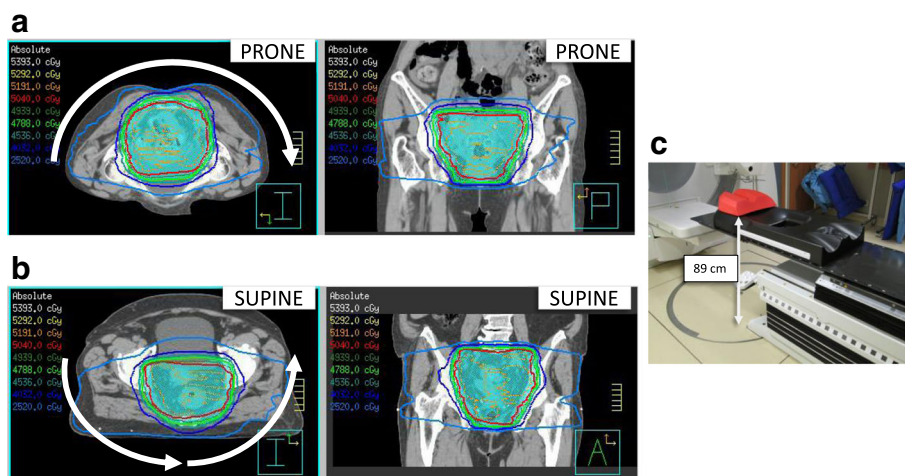 a
PRONE
Absolute
5393.0 cGy
5292.0 cGy
5191.0 cGy
5040.0 cGy
4939.0 cGy
4788.0 cGy
4536.0 cGy
4032.0 cGy
2520.0 cGy
I
PRONE
Absolute
5393.0 cGy
5292.0 cGy
5191.0 cGy
5040.0 cGy
4939.0 cGy
4788.0 cGy
4536.0 cGy
4032.0 cGy
2520.0 cGy
P
b
SUPINE
Absolute
5393.0 cGy
5292.0 cGy
5191.0 cGy
5040.0 cGy
4939.0 cGy
4788.0 cGy
4536.0 cGy
4032.0 cGy
2520.0 cGy
I
SUPINE
Absolute
5393.0 cGy
5292.0 cGy
5191.0 cGy
5040.0 cGy
4939.0 cGy
4788.0 cGy
4536.0 cGy
4032.0 cGy
2520.0 cGy
A
c
89 cm